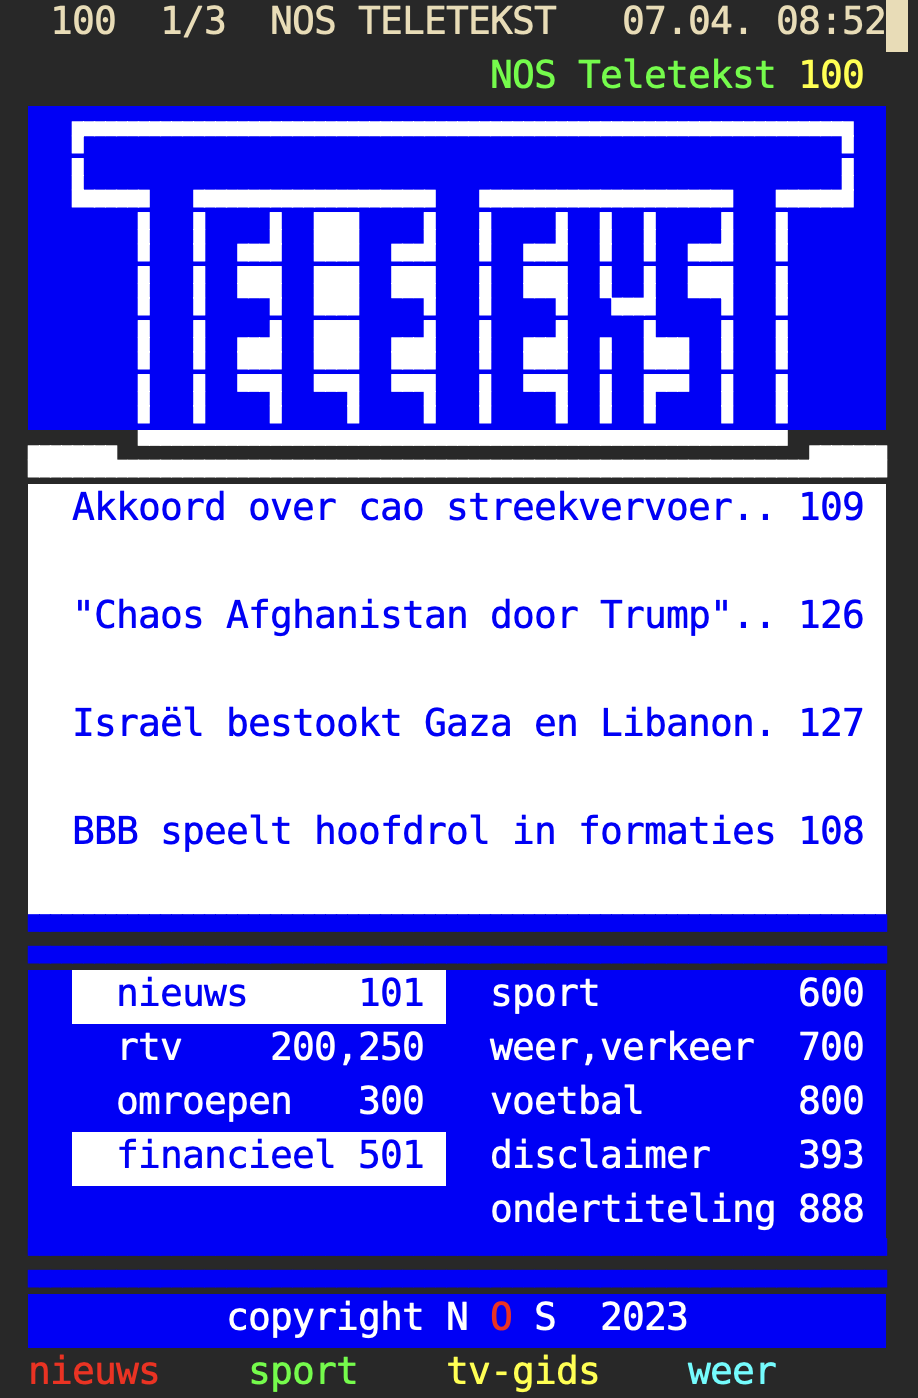 100 1/3 NOS TELETEKST 07.04. 08:52
NOS Teletekst 100
TELETEKST
Akkoord over cao streekvervoer.. 109
"Chaos Afghanistan door Trump".. 126
Israël bestookt Gaza en Libanon. 127
BBB speelt hoofdrol in formaties 108
nieuws 101 sport 600
rtv 200,250 weer,verkeer 700
omroepen 300 voetbal 800
financieel 501 disclaimer 393
ondertiteling 888
copyright N O S 2023
nieuws sport tv-gids weer